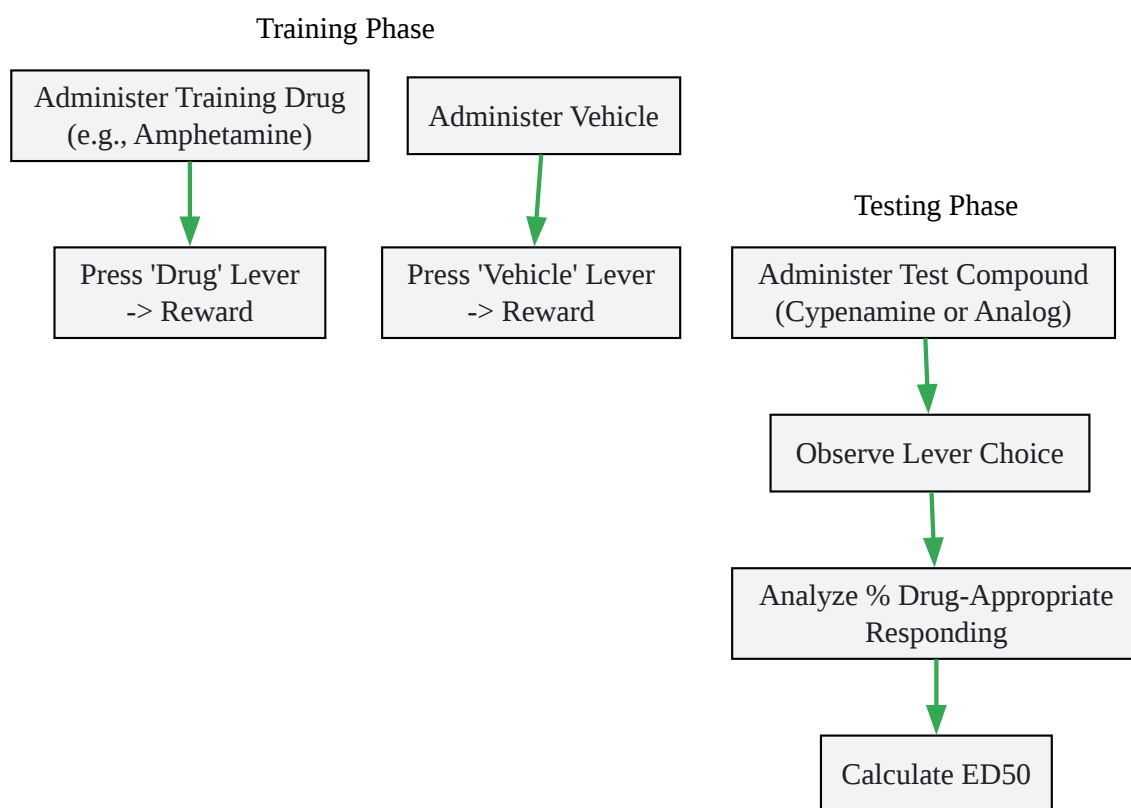 Training Phase
Administer Training Drug
(e.g., Amphetamine)
Administer Vehicle
Press 'Drug' Lever
-> Reward
Press 'Vehicle' Lever
-> Reward
Testing Phase
Administer Test Compound
(Cypenamine or Analog)
Observe Lever Choice
Analyze % Drug-Appropriate
Responding
Calculate ED50